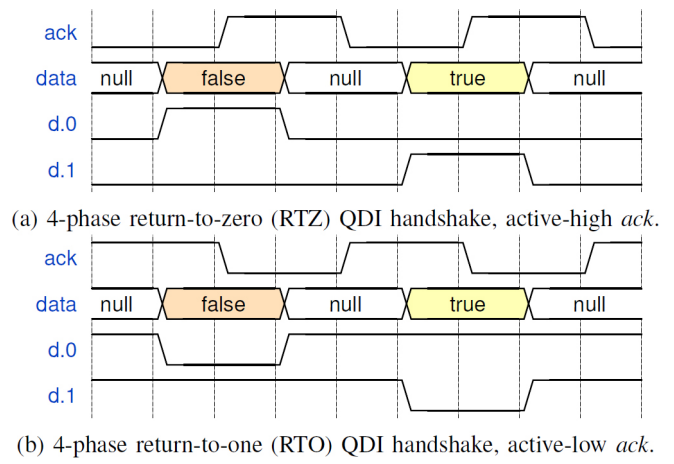 ack
data null false null true null
d.0
d.1
(a) 4-phase return-to-zero (RTZ) QDI handshake, active-high ack.
ack
data null false null true null
d.0
d.1
(b) 4-phase return-to-one (RTO) QDI handshake, active-low ack.